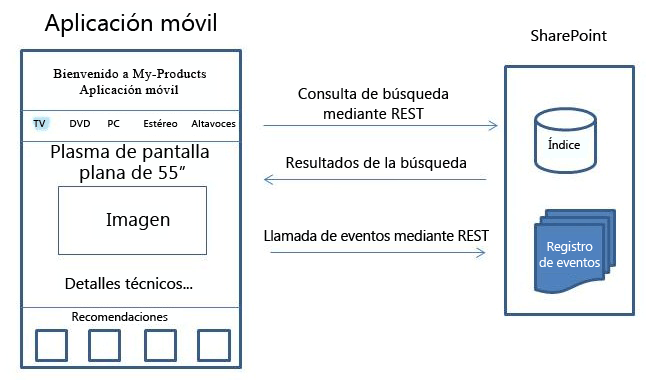 Aplicación móvil
SharePoint
Bienvenido a My-Products
Aplicación móvil
TV DVD PC Estéreo Altavoces
Plasma de pantalla
plana de 55”
Imagen
Detalles técnicos...
Recomendaciones
Consulta de búsqueda
mediante REST
Resultados de la búsqueda
Llamada de eventos mediante REST
Índice
Registro
de eventos